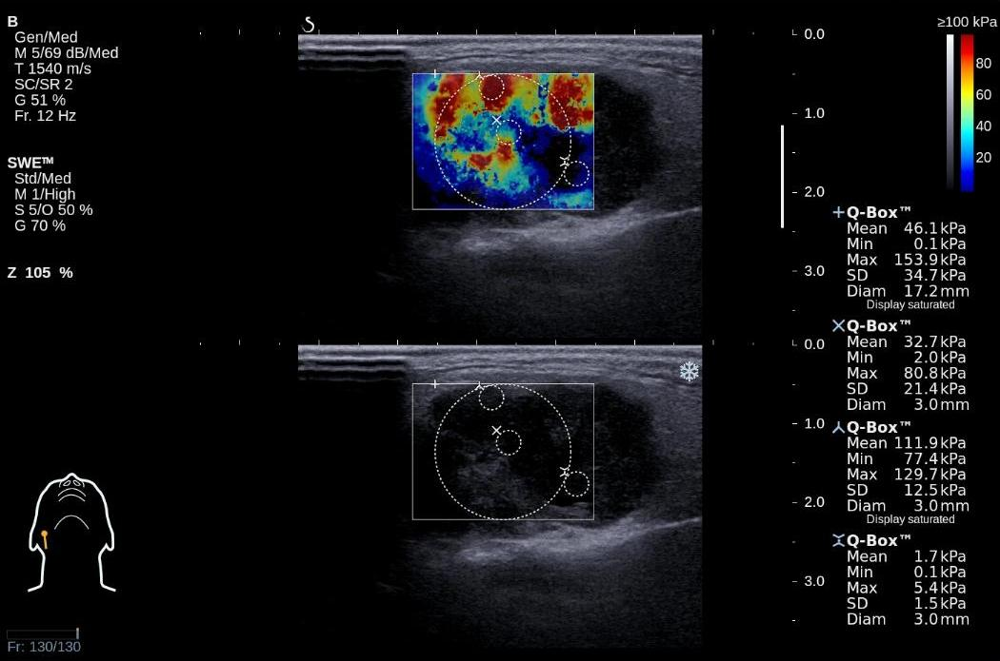 B
Gen/Med
M 5/69 dB/Med
T 1540 m/s
SC/SR 2
G 51 %
Fr. 12 Hz
SWE™
Std/Med
M 1/High
S 5/O 50 %
G 70 %
Z 105 %
Fr: 130/130
0.0
1.0
2.0
3.0
0.0
1.0
2.0
3.0
≥100 kPa
80
60
40
20
Q-Box™
Mean 46.1 kPa
Min 0.1 kPa
Max 153.9 kPa
SD 34.7 kPa
Diam 17.2 mm
Display saturated
Q-Box™
Mean 32.7 kPa
Min 2.0 kPa
Max 80.8 kPa
SD 21.4 kPa
Diam 3.0 mm
Q-Box™
Mean 111.9 kPa
Min 77.4 kPa
Max 129.7 kPa
SD 12.5 kPa
Diam 3.0 mm
Display saturated
Q-Box™
Mean 1.7 kPa
Min 0.1 kPa
Max 5.4 kPa
SD 1.5 kPa
Diam 3.0 mm